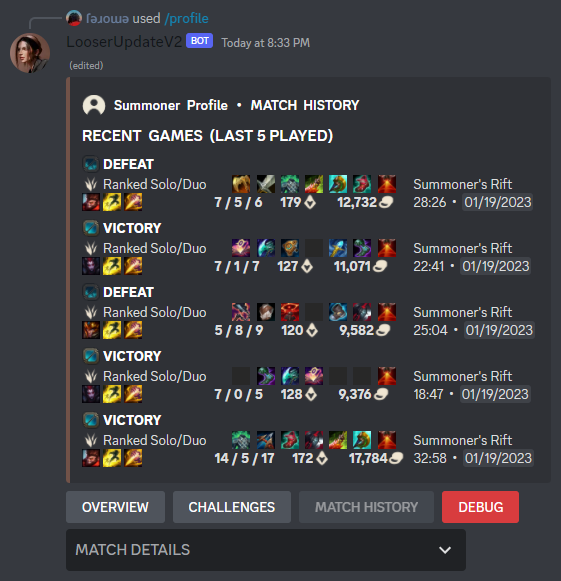 ſɘɹoɯɘ used /profile
LooserUpdateV2 BOT Today at 8:33 PM
(edited)
Summoner Profile • MATCH HISTORY
RECENT GAMES (LAST 5 PLAYED)
DEFEAT
Ranked Solo/Duo
7 / 5 / 6 179 12,732
Summoner's Rift
28:26 • 01/19/2023
VICTORY
Ranked Solo/Duo
7 / 1 / 7 127 11,071
Summoner's Rift
22:41 • 01/19/2023
DEFEAT
Ranked Solo/Duo
5 / 8 / 9 120 9,582
Summoner's Rift
25:04 • 01/19/2023
VICTORY
Ranked Solo/Duo
7 / 0 / 5 128 9,376
Summoner's Rift
18:47 • 01/19/2023
VICTORY
Ranked Solo/Duo
14 / 5 / 17 172 17,784
Summoner's Rift
32:58 • 01/19/2023
OVERVIEW CHALLENGES MATCH HISTORY DEBUG
MATCH DETAILS